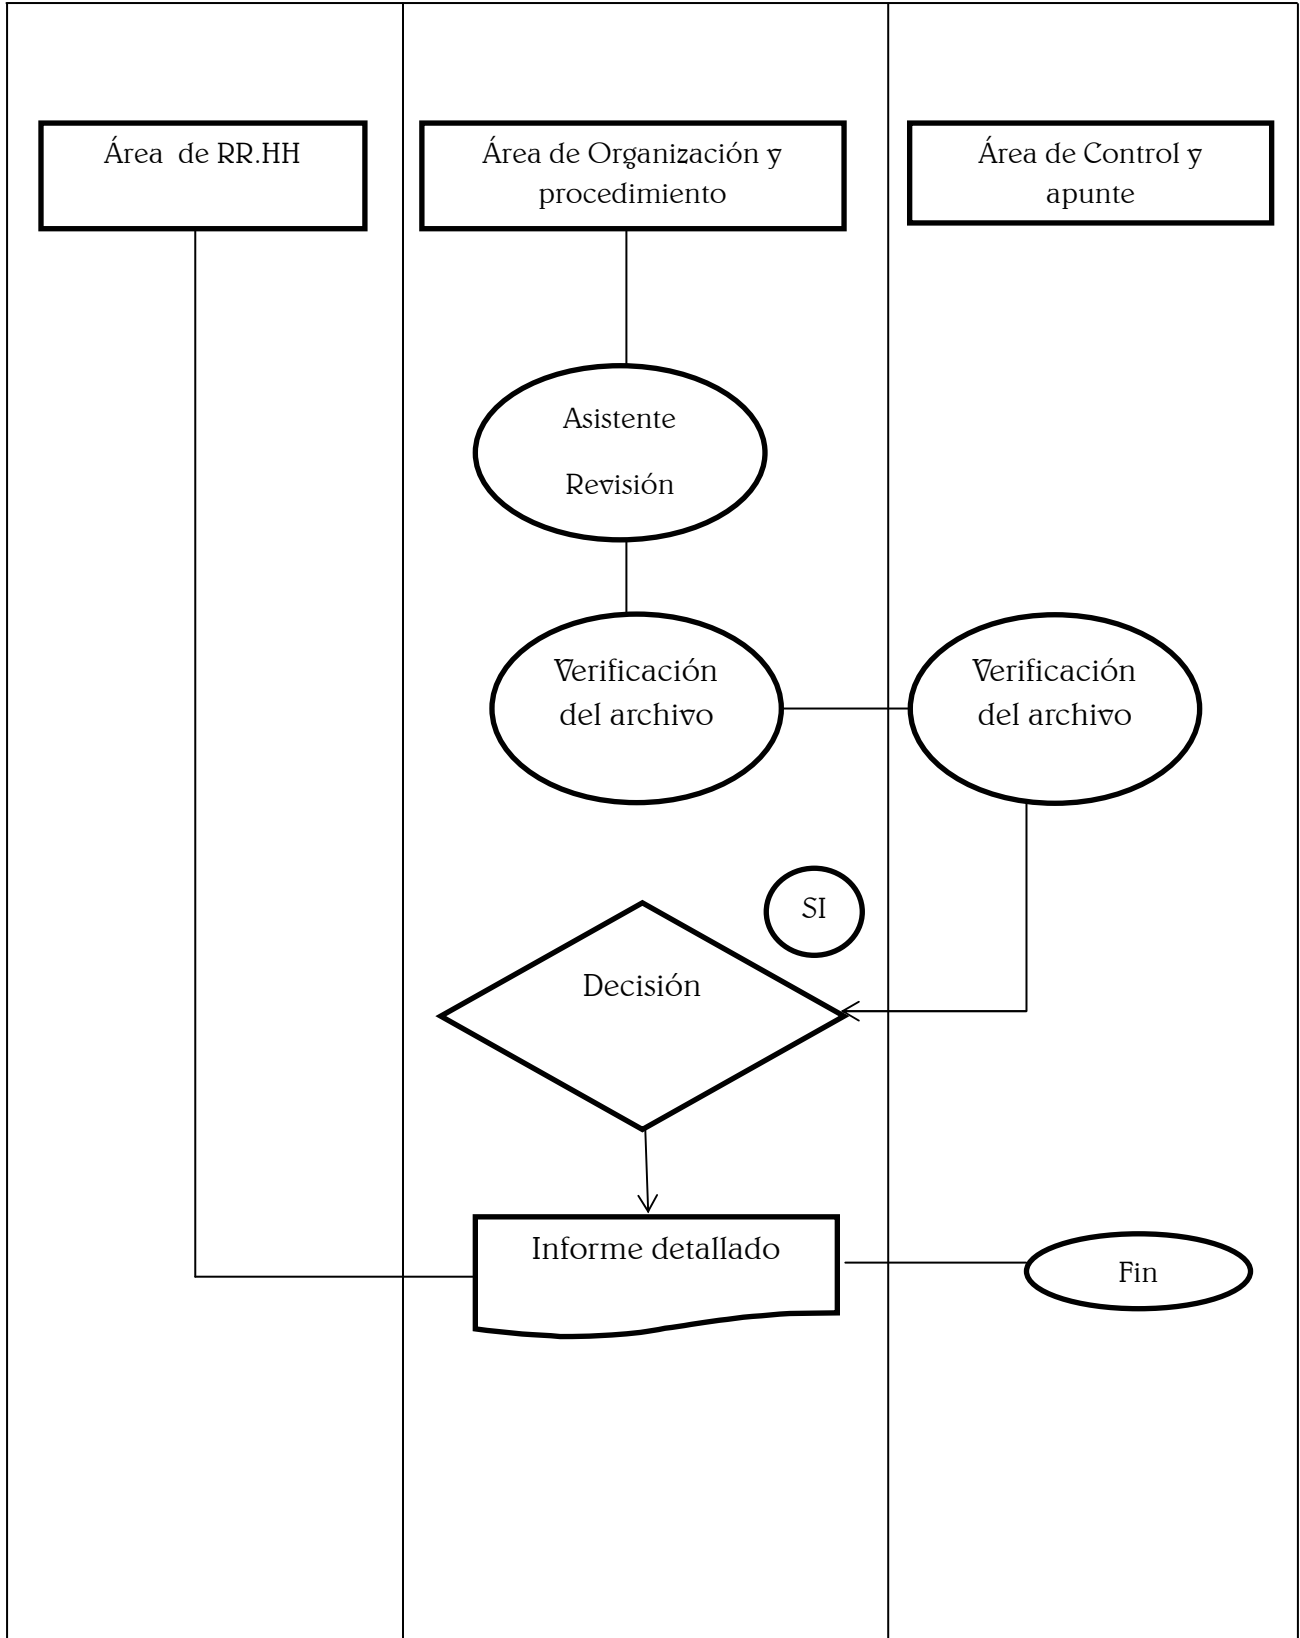 Área  de RR.HH
Área de Organización y
procedimiento
Área de Control y
apunte
Asistente
Revisión
Verificación
del archivo
Verificación
del archivo
SI
Decisión
Informe detallado
Fin